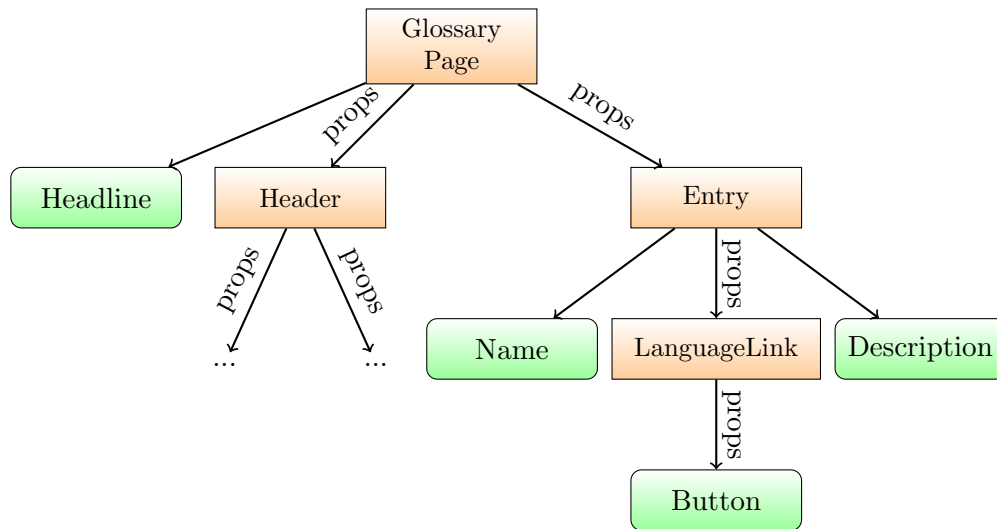 Glossary
Page
props
props
Headline
Header
Entry
props
props
props
...
...
Name
LanguageLink
Description
props
Button